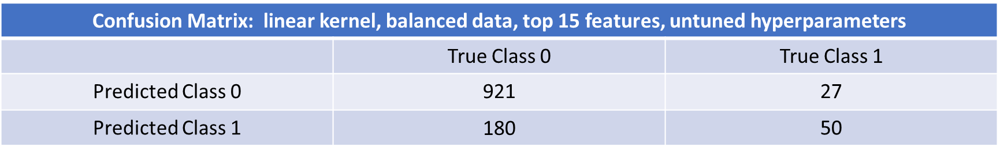 Confusion Matrix:  linear kernel, balanced data, top 15 features, untuned hyperparameters
True Class 0 True Class 1
Predicted Class 0 921 27
Predicted Class 1 180 50